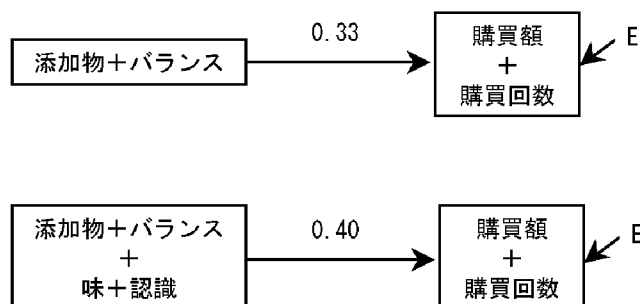 0.33
添加物+バランス
購買額
+
購買回数
E
添加物+バランス
+
味+認識
0.40
購買額
+
購買回数
E